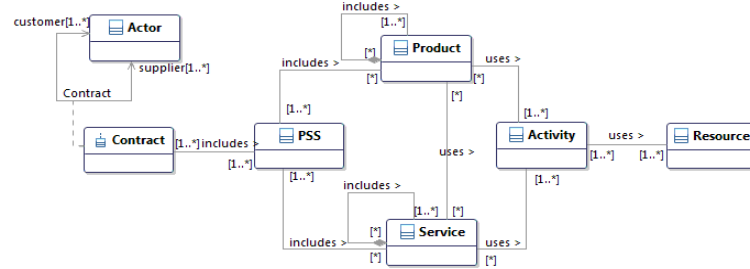 includes >
customer[1..*]
[1..*]
Actor
Product
[*]
includes >
uses >
supplier[1..*]
[*]
[*]
[*]
Contract
[1..*]
[1..*]
Contract
[1..*]
includes >
PSS
Activity
uses >
Resource
uses >
[1..*]
[1..*]
[1..*]
[1..*]
[1..*]
includes >
[1..*]
[*]
Service
[*]
includes >
uses >
[*]
[*]